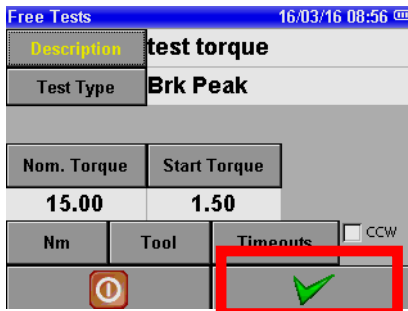 Free Tests 16/03/16 08:56
Description test torque
Test Type Brk Peak
Nom. Torque Start Torque
15.00 1.50
Nm Tool Timeouts CCW